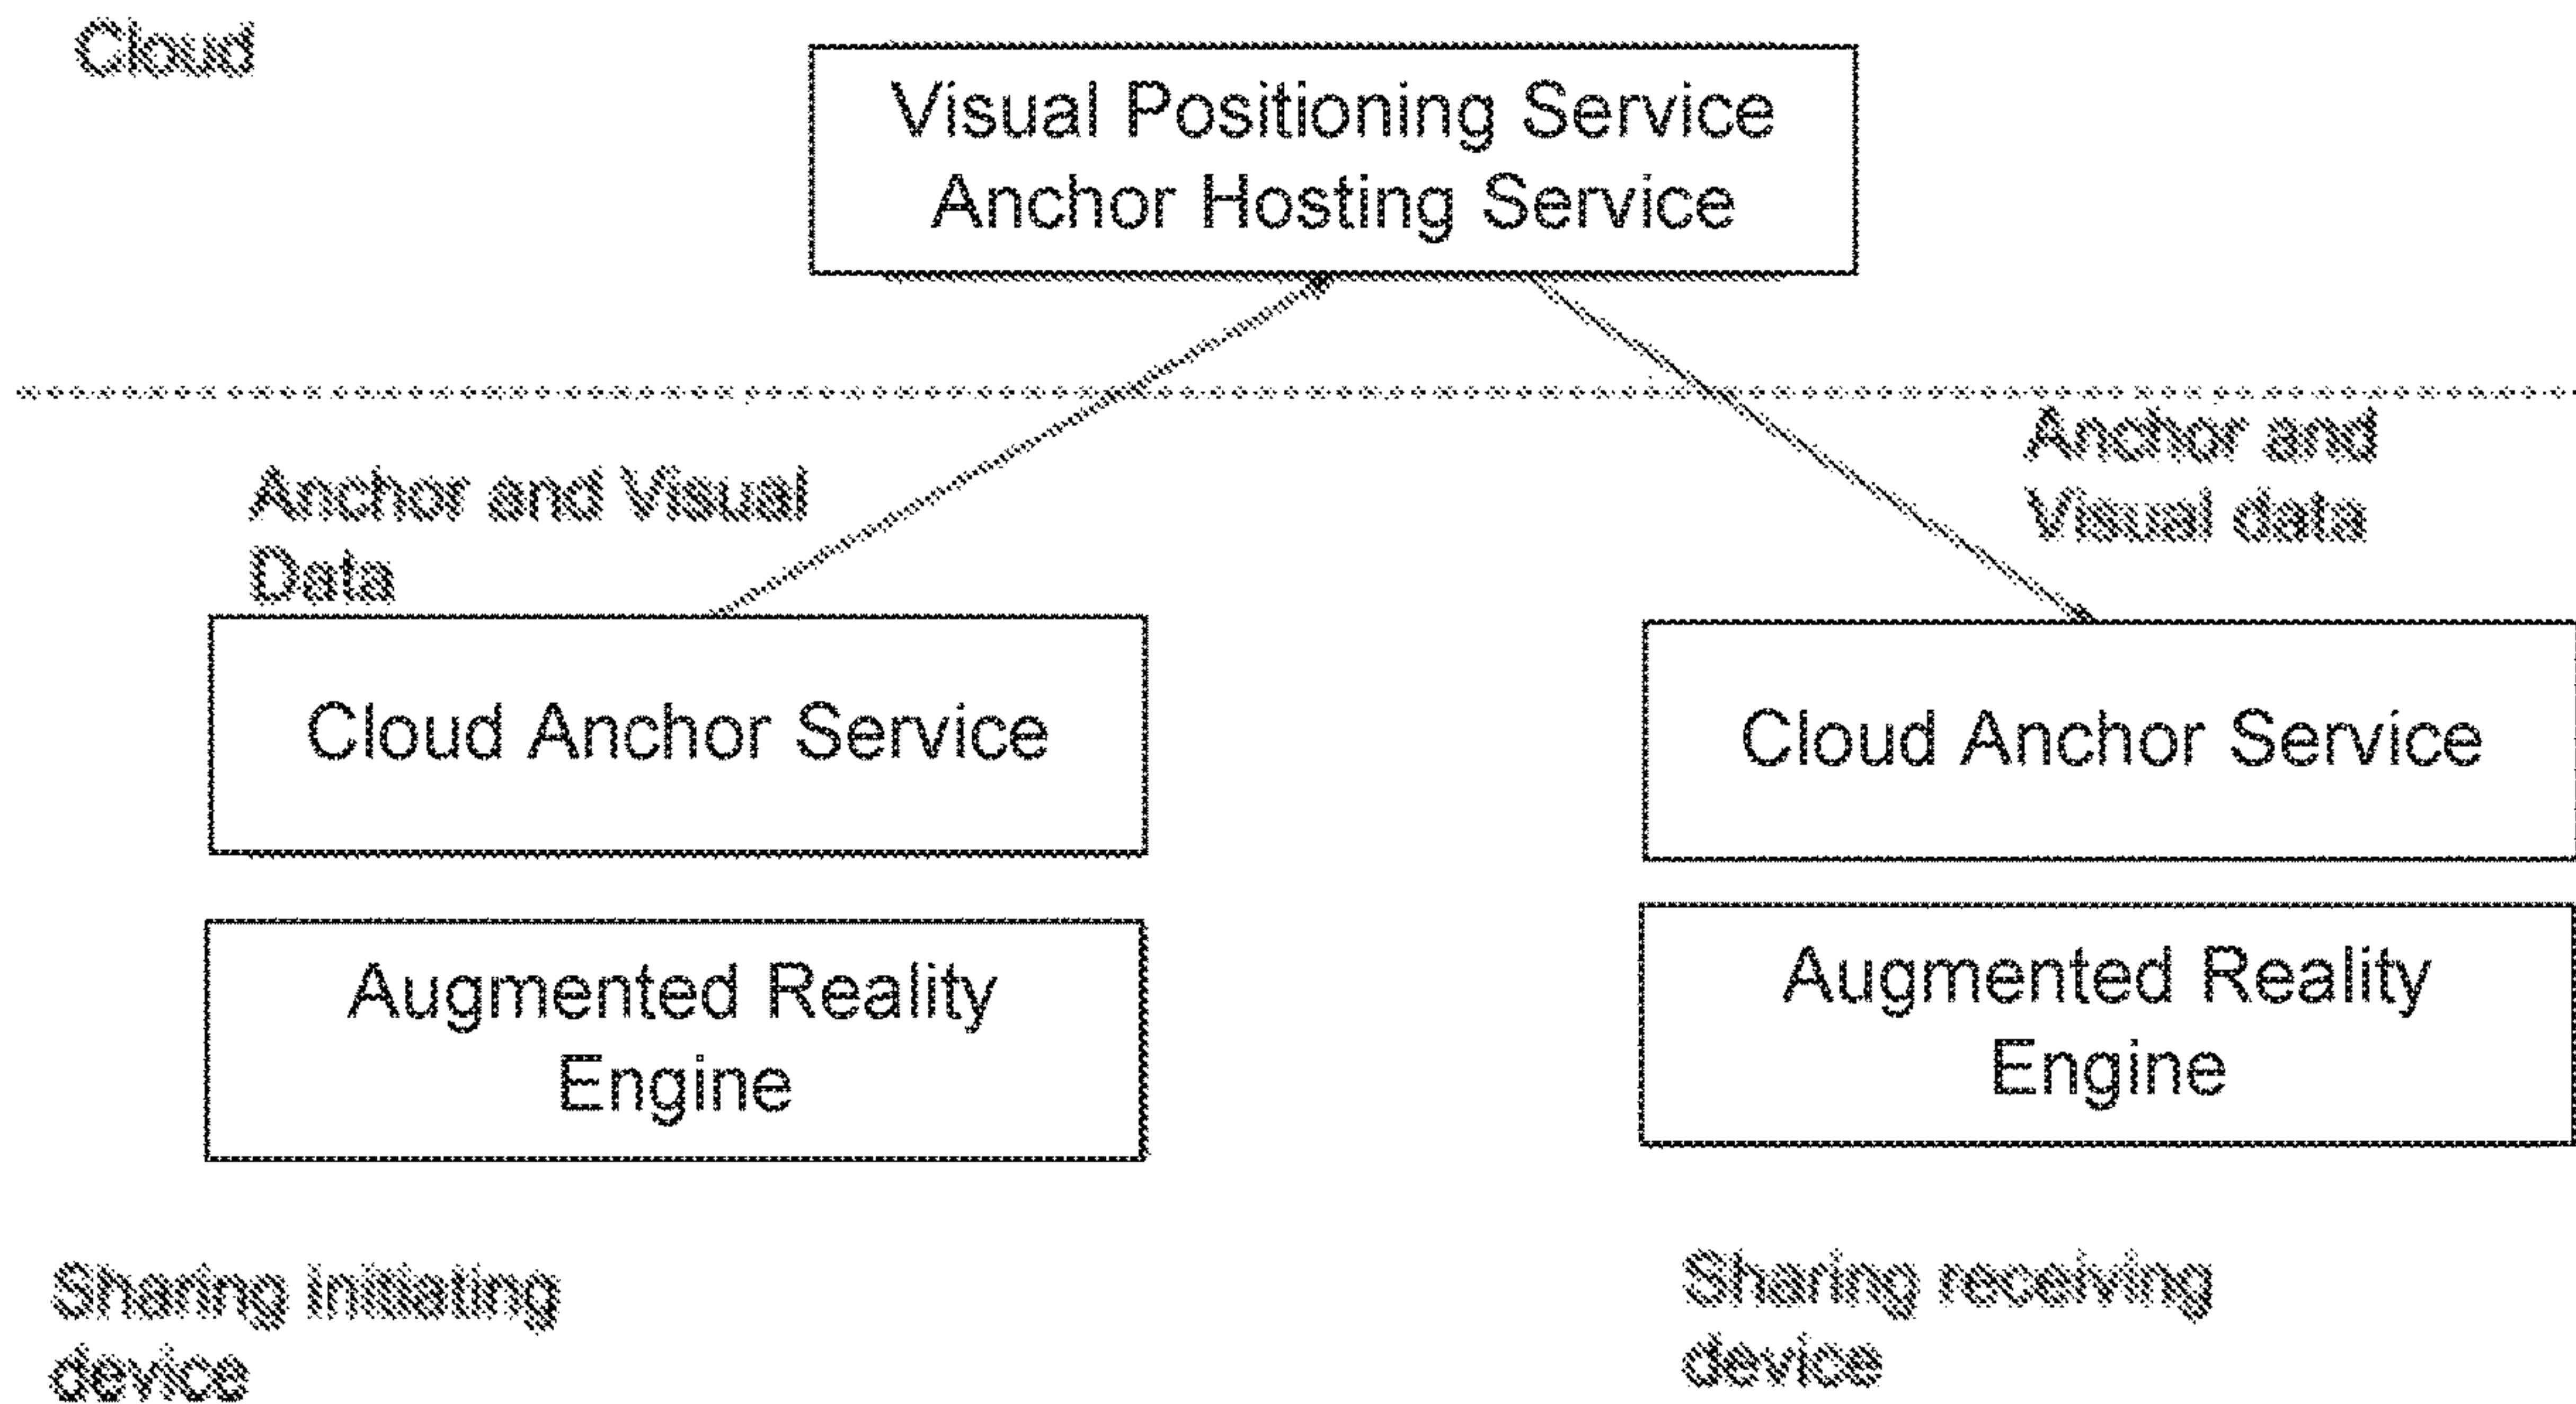 Cloud
Visual Positioning Service
Anchor Hosting Service
Anchor and Visual
Data
Anchor and
Visual data
Cloud Anchor Service
Cloud Anchor Service
Augmented Reality
Engine
Augmented Reality
Engine
Sharing initiating
device
Sharing receiving
device